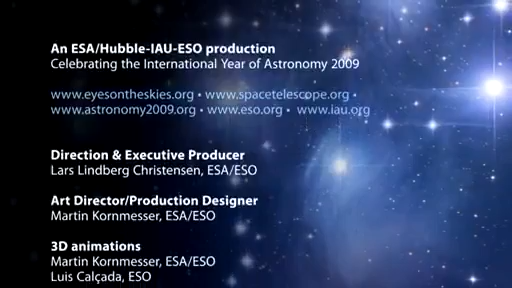 An ESA/Hubble-IAU-ESO production
Celebrating the International Year of Astronomy 2009
www.eyesontheskies.org • www.spacetelescope.org •
www.astronomy2009.org • www.eso.org • www.iau.org
Direction & Executive Producer
Lars Lindberg Christensen, ESA/ESO
Art Director/Production Designer
Martin Kornmesser, ESA/ESO
3D animations
Martin Kornmesser, ESA/ESO
Luis Calçada, ESO